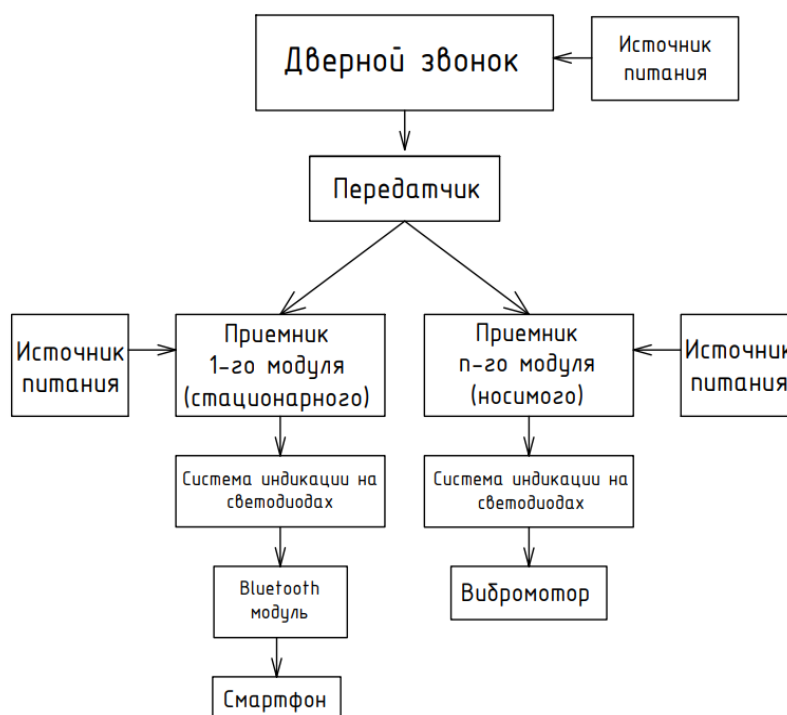 Дверной звонок
Источник
питания
Передатчик
Источник
питания
Приемник
1-го модуля
(стационарного)
Приемник
n-го модуля
(носимого)
Источник
питания
Система индикации на
светодиодах
Система индикации на
светодиодах
Bluetooth
модуль
Вибромотор
Смартфон